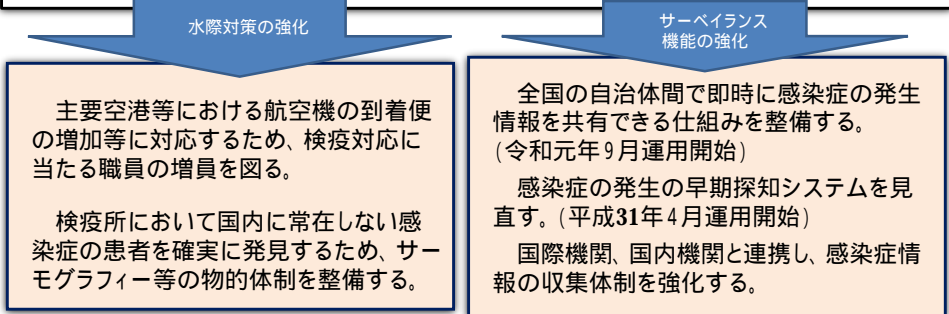 水際対策の強化
主要空港等における航空機の到着便
の増加等に対応するため、検疫対応に
当たる職員の増員を図る。
検疫所において国内に常在しない感
染症の患者を確実に発見するため、サー
モグラフィー等の物的体制を整備する。
サーベイランス
機能の強化
全国の自治体間で即時に感染症の発生
情報を共有できる仕組みを整備する。
(令和元年9月運用開始)
感染症の発生の早期探知システムを見
直す。(平成31年4月運用開始)
国際機関、国内機関と連携し、感染症情
報の収集体制を強化する。